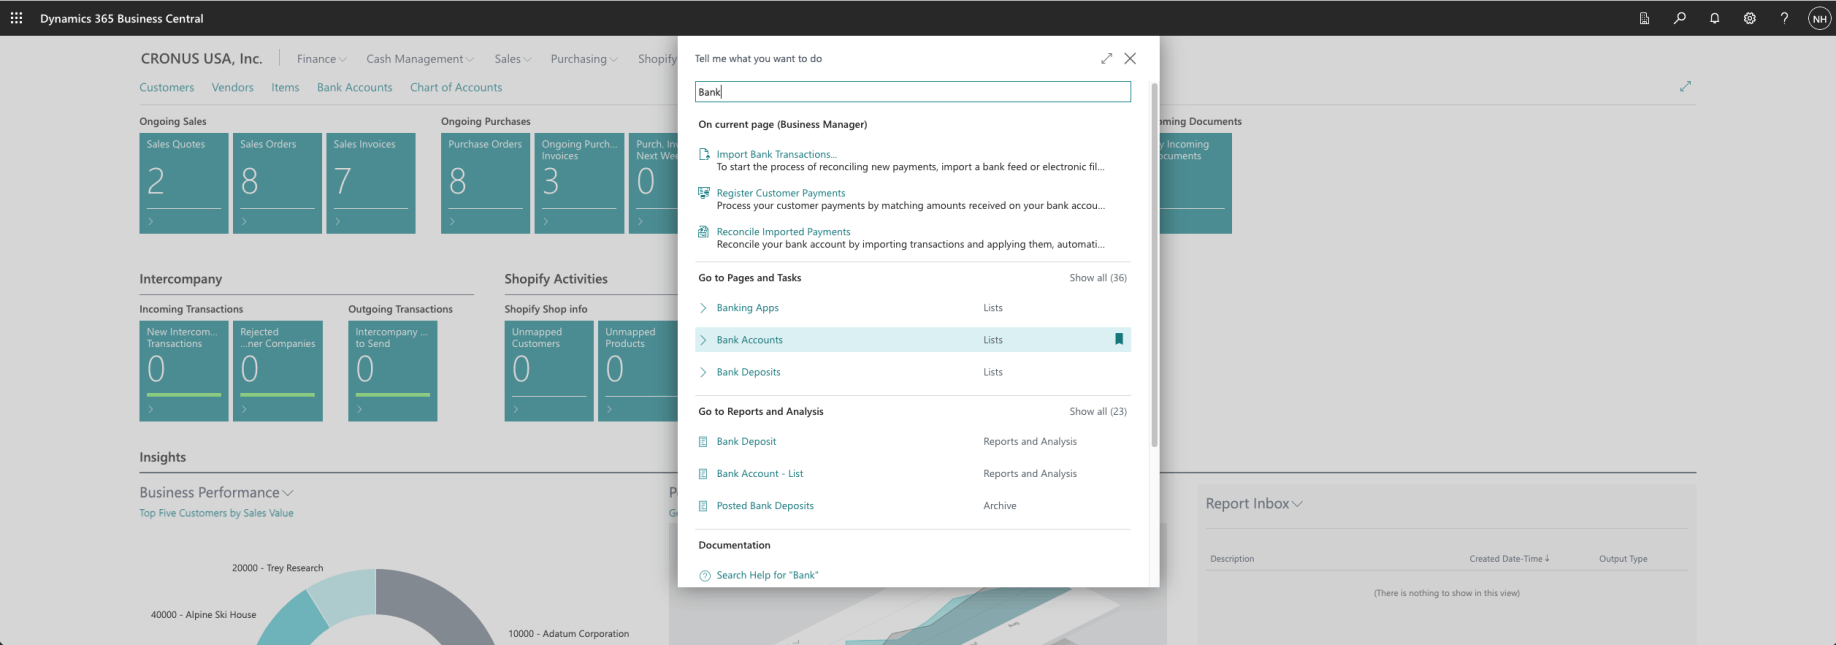 Dynamics 365 Business Central
NH
CRONUS USA, Inc.
Finance
Cash Management
Sales
Purchasing
Shopify
Customers
Vendors
Items
Bank Accounts
Chart of Accounts
Ongoing Sales
Sales Quotes
2
Sales Orders
8
Sales Invoices
7
Ongoing Purchases
Purchase Orders
8
Ongoing Purch...
Invoices
3
Purch. In
Next Wee
0
ming Documents
y Incoming
ocuments
Intercompany
Incoming Transactions
New Intercom...
Transactions
0
Rejected
...ner Companies
0
Outgoing Transactions
Intercompany ...
to Send
0
Shopify Activities
Shopify Shop info
Unmapped
Customers
0
Unmapped
Products
0
Insights
Business Performance
Top Five Customers by Sales Value
20000 - Trey Research
40000 - Alpine Ski House
10000 - Adatum Corporation
Report Inbox
Description
Created Date-Time ↓
Output Type
(There is nothing to show in this view)
Tell me what you want to do
Bank
On current page (Business Manager)
Import Bank Transactions...
To start the process of reconciling new payments, import a bank feed or electronic fil...
Register Customer Payments
Process your customer payments by matching amounts received on your bank accou...
Reconcile Imported Payments
Reconcile your bank account by importing transactions and applying them, automati...
Go to Pages and Tasks
Show all (36)
Banking Apps
Lists
Bank Accounts
Lists
Bank Deposits
Lists
Go to Reports and Analysis
Show all (23)
Bank Deposit
Reports and Analysis
Bank Account - List
Reports and Analysis
Posted Bank Deposits
Archive
Documentation
Search Help for "Bank"